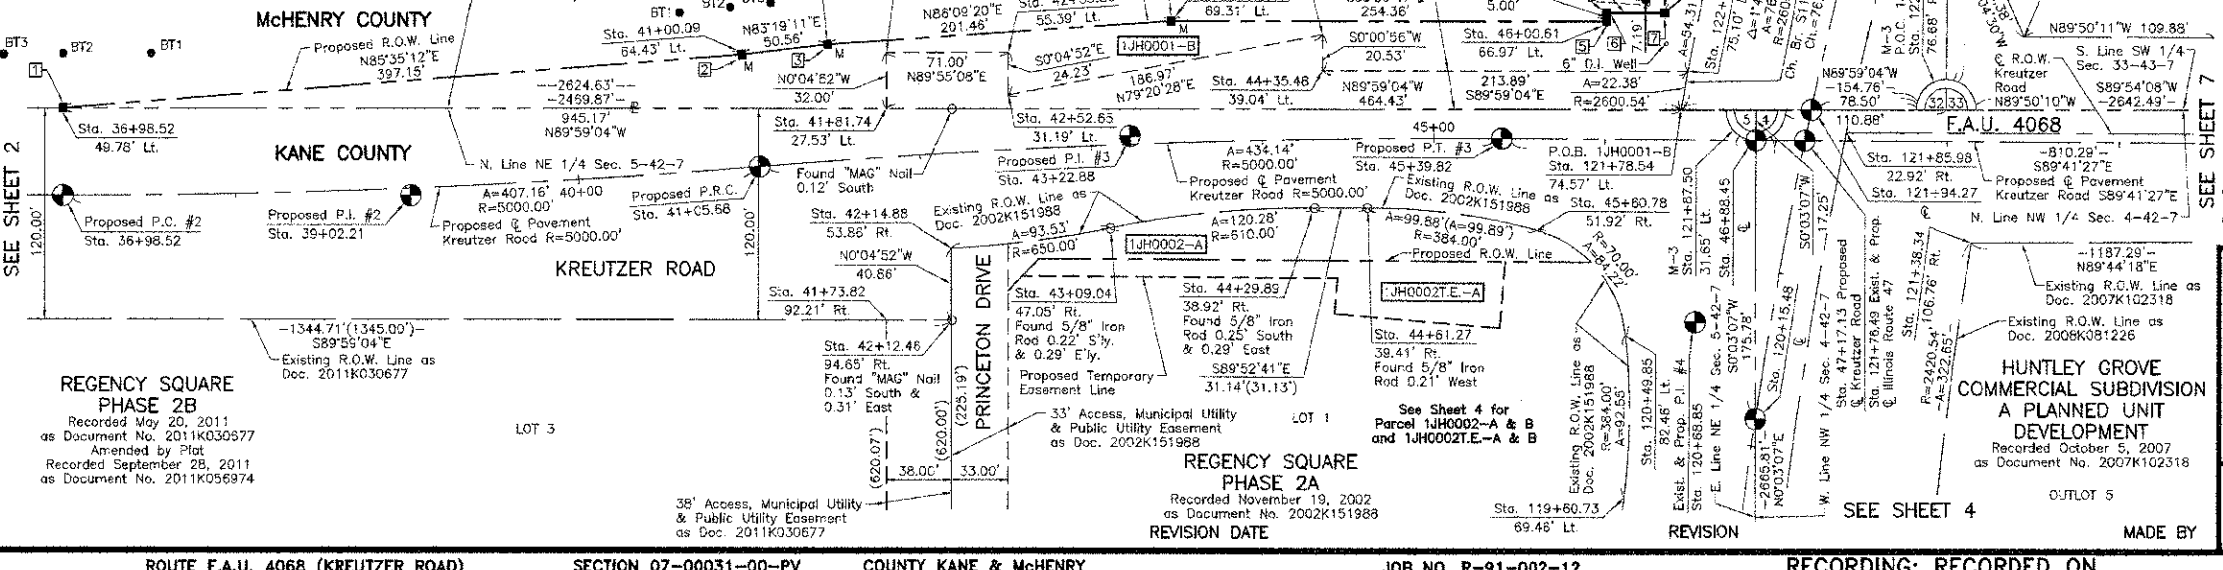 McHENRY COUNTY
BT3
BT2
BT1
Proposed R.O.W. Line
N85°35'12"E
397.15'
1
Sta. 36+98.52
49.78' Lt.
BT1
BT2
Sta. 41+00.09
64.43' Lt.
2
M
N83°19'11"E
50.56'
3
M
N86°09'20"E
201.46'
55.39' Lt.
69.31' Lt.
M
1JH0001-B
254.36'
5.00'
Sta. 46+00.61
66.97' Lt.
5
6
7
6" D.I. Well
7.19'
--2624.63'--
--2469.87'--
945.17'
N89°59'04"W
N0°04'52"W
32.00'
71.00'
N89°55'08"E
S0°04'52"E
24.23'
186.97'
N79°20'28"E
S0°00'56"W
20.53'
Sta. 44+35.48
39.04' Lt.
N89°59'04"W
464.43'
213.89'
S89°59'04"E
A=22.38'
R=2600.54'
Sta. 41+81.74
27.53' Lt.
Sta. 42+52.65
31.19' Lt.
KANE COUNTY
N. Line NE 1/4 Sec. 5-42-7
Found "MAG" Nail
0.12' South
Proposed P.I. #3
Sta. 43+22.88
A=434.14'
R=5000.00'
45+00
Proposed P.T. #3
Sta. 45+39.82
P.O.B. 1JH0001-B
Sta. 121+78.54
74.57' Lt.
Proposed ℄ Pavement
Kreutzer Road R=5000.00'
Existing R.O.W. Line as
Doc. 2002K151988
Sta. 45+60.78
51.92' Rt.
SEE SHEET 2
120.00'
Proposed P.C. #2
Sta. 36+98.52
Proposed P.I. #2
Sta. 39+02.21
A=407.16'
R=5000.00'
40+00
Proposed ℄ Pavement
Kreutzer Road R=5000.00'
Proposed P.R.C.
Sta. 41+05.68
120.00'
KREUTZER ROAD
Sta. 42+14.88
53.86' Rt.
Existing R.O.W. Line as
Doc. 2002K151988
A=93.53'
R=650.00'
1JH0002-A
A=120.28'
R=610.00'
A=99.88'(A=99.89')
R=384.00'
Proposed R.O.W. Line
R=70.00'
A=84.22'
N0°04'52"W
40.86'
Sta. 41+73.82
92.21' Rt.
PRINCETON DRIVE
Sta. 43+09.04
47.05' Rt.
Found 5/8" Iron
Rod 0.22' S'ly.
& 0.29' E'ly.
Sta. 44+29.89
38.92' Rt.
Found 5/8" Iron
Rod 0.25' South
& 0.29' East
1JH0002T.E.-A
Sta. 44+61.27
39.41' Rt.
Found 5/8" Iron
Rod 0.21' West
S89°52'41"E
31.14'(31.13')
--1344.71'(1345.00')--
S89°59'04"E
Existing R.O.W. Line as
Doc. 2011K030677
Sta. 42+12.46
94.65' Rt.
Found "MAG" Nail
0.13' South &
0.31' East
Proposed Temporary
Easement Line
33' Access, Municipal Utility
& Public Utility Easement
as Doc. 2002K151988
LOT 1
See Sheet 4 for
Parcel 1JH0002-A & B
and 1JH0002T.E.-A & B
REGENCY SQUARE
PHASE 2B
Recorded May 20, 2011
as Document No. 2011K030677
Amended by Plat
Recorded September 28, 2011
as Document No. 2011K056974
LOT 3
(620.07')
(620.00')
(225.19')
38.00'
33.00'
38' Access, Municipal Utility
& Public Utility Easement
as Doc. 2011K030677
REGENCY SQUARE
PHASE 2A
Recorded November 19, 2002
as Document No. 2002K151988
REVISION DATE
Existing R.O.W. Line as
Doc. 2002K151988
R=384.00'
A=92.55'
Sta. 120+49.85
82.46' Lt.
Sta. 119+60.73
69.46' Lt.
Exist. & Prop. P.I. #4
Sta. 120+68.85
E. Line NE 1/4 Sec. 5-42-7
M-3
Sta. 121+87.50
31.65' Lt.
Sta. 46+88.45
S0°03'07"W
175.78'
S0°03'07"W
17.25'
Sta. 120+15.48
--2665.81'--
N0°03'07"E
W. Line NW 1/4 Sec. 4-42-7
Sta. 47+17.13 Proposed
℄ Kreutzer Road
Sta. 121+78.49 Exist. & Prop.
℄ Illinois Route 47
Sta. 121+38.34
106.76' Rt.
R=2420.54'
--A=322.65'--
N89°50'11"W 109.88'
S. Line SW 1/4
Sec. 33-43-7
℄ R.O.W.
Kreutzer
Road
N89°50'10"W
S89°54'08"W
--2642.49'--
N89°59'04"W
--154.76'
78.50'
110.88'
5
4
32
33
F.A.U. 4068
Sta. 121+85.98
22.92' Rt.
Sta. 121+94.27
--810.29'--
S89°41'27"E
Proposed ℄ Pavement
Kreutzer Road S89°41'27"E
N. Line NW 1/4 Sec. 4-42-7
SEE SHEET 7
--1187.29'--
N89°44'18"E
Existing R.O.W. Line as
Doc. 2007K102318
Existing R.O.W. Line as
Doc. 2008K081226
HUNTLEY GROVE
COMMERCIAL SUBDIVISION
A PLANNED UNIT
DEVELOPMENT
Recorded October 5, 2007
as Document No. 2007K102318
OUTLOT 5
SEE SHEET 4
REVISION
MADE BY
ROUTE F.A.U. 4068 (KREUTZER ROAD)
SECTION 07-00031-00-PV
COUNTY KANE & McHENRY
JOB NO. R-91-002-12
RECORDING: RECORDED ON